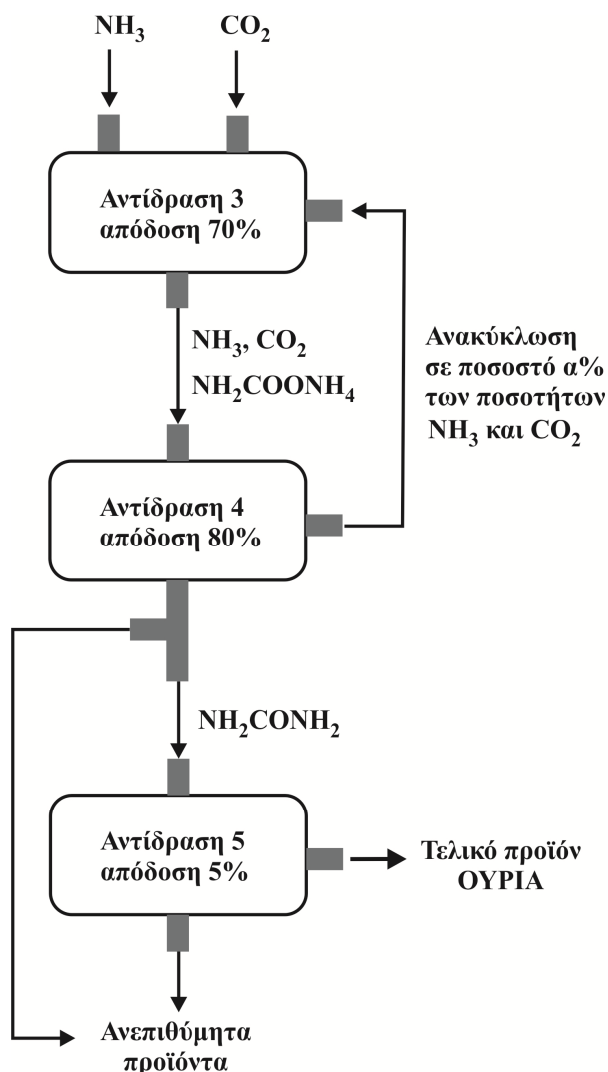 NH₃
CO₂
Αντίδραση 3
απόδοση 70%
NH₃, CO₂
NH₂COONH₄
Ανακύκλωση
σε ποσοστό α%
των ποσοτήτων
NH₃ και CO₂
Αντίδραση 4
απόδοση 80%
NH₂CONH₂
Αντίδραση 5
απόδοση 5%
Τελικό προϊόν
ΟΥΡΙΑ
Ανεπιθύμητα
προϊόντα